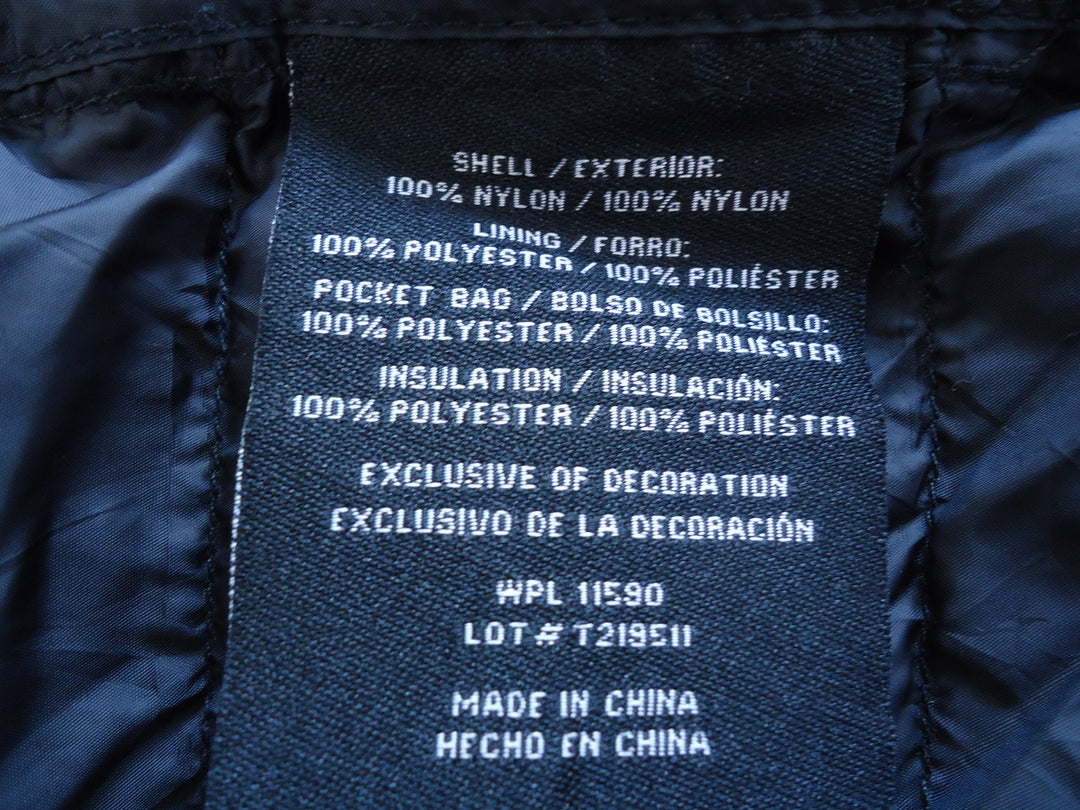 SHELL / EXTERIOR:
100% NYLON / 100% NYLON
LINING / FORRO:
100% POLYESTER / 100% POLIÉSTER
POCKET BAG / BOLSO DE BOLSILLO:
100% POLYESTER / 100% POLIÉSTER
INSULATION / INSULACIÓN:
100% POLYESTER / 100% POLIÉSTER
EXCLUSIVE OF DECORATION
EXCLUSIVO DE LA DECORACIÓN
WPL 11590
LOT# T219511
MADE IN CHINA
HECHO EN CHINA